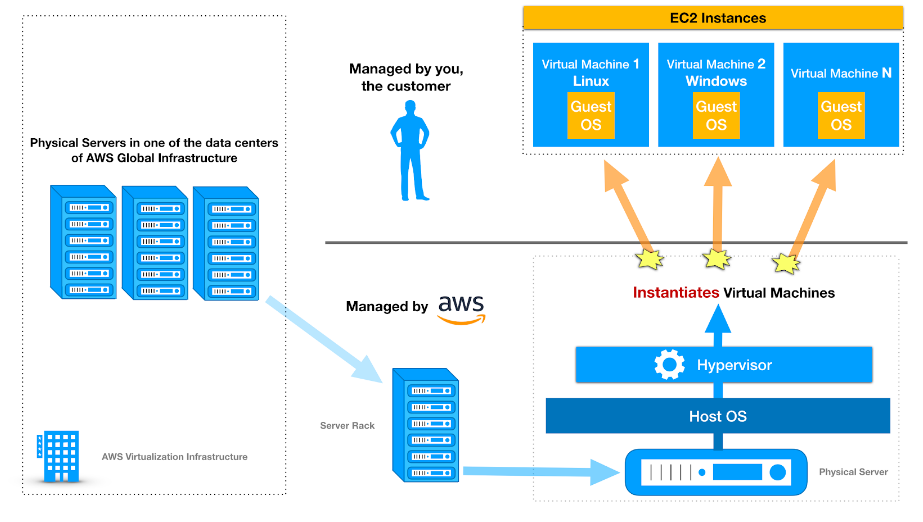 EC2 Instances
Virtual Machine 1
Linux
Guest
OS
Virtual Machine 2
Windows
Guest
OS
Virtual Machine N
Guest
OS
Managed by you,
the customer
Physical Servers in one of the data centers
of AWS Global Infrastructure
Instantiates Virtual Machines
Managed by aws
Hypervisor
Host OS
Server Rack
AWS Virtualization Infrastructure
Physical Server